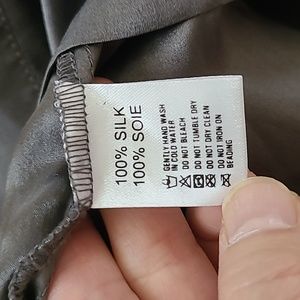 100% SILK
100% SOIE
GENTLY HAND WASH
IN COLD WATER
DO NOT BLEACH
DO NOT TUMBLE DRY
DO NOT DRY CLEAN
DO NOT IRON ON
BEADING